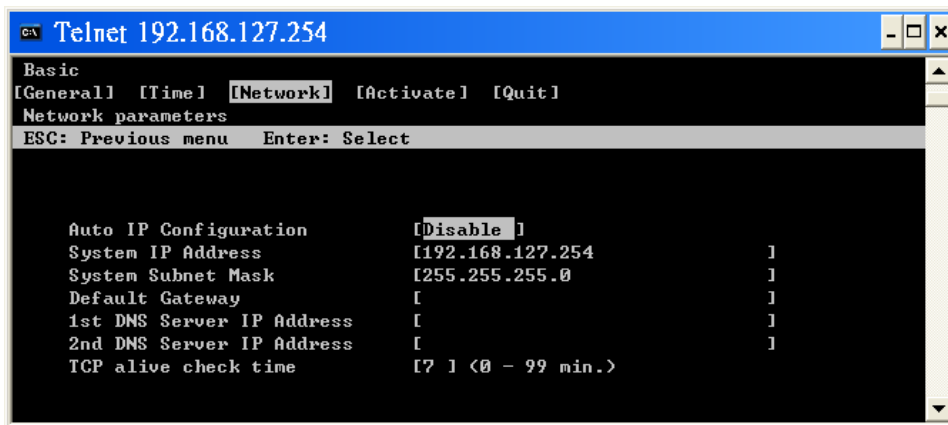 Telnet 192.168.127.254
Basic
[General] [Time] [Network] [Activate] [Quit]
Network parameters
ESC: Previous menu Enter: Select
Auto IP Configuration [Disable ]
System IP Address [192.168.127.254 ]
System Subnet Mask [255.255.255.0 ]
Default Gateway [ ]
1st DNS Server IP Address [ ]
2nd DNS Server IP Address [ ]
TCP alive check time [7 ] (0 - 99 min.)